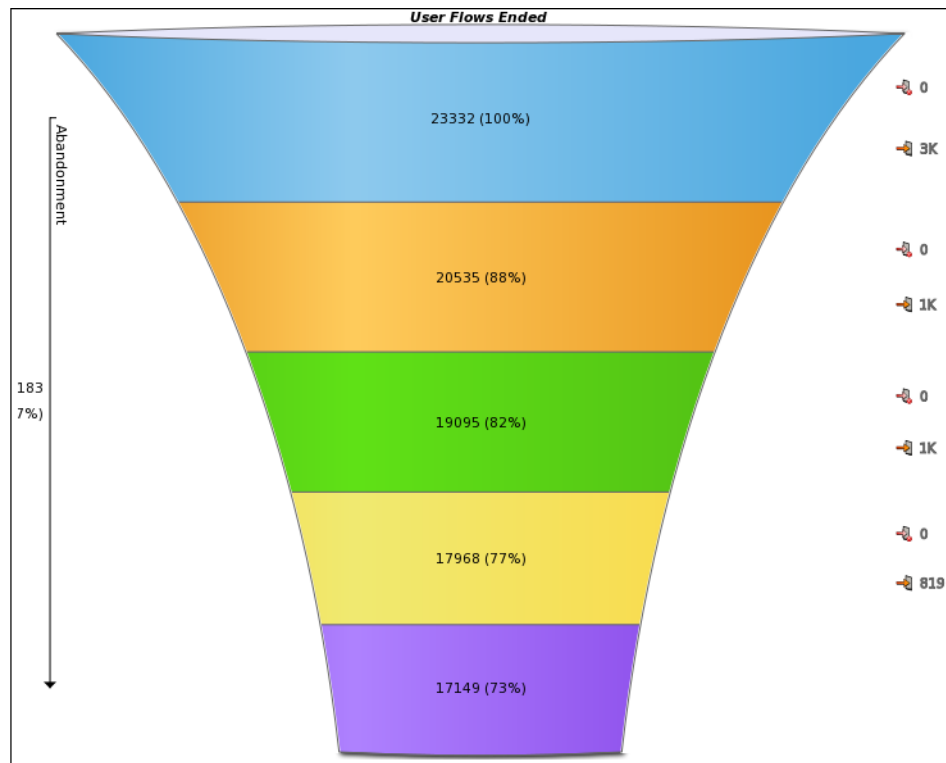 User Flows Ended
0
23332 (100%)
Abandonment
3K
0
20535 (88%)
1K
183
7%)
0
19095 (82%)
1K
0
17968 (77%)
819
17149 (73%)